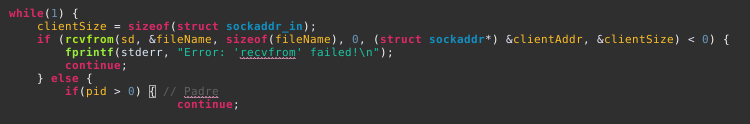 while(1) {
clientSize = sizeof(struct sockaddr_in);
if (rcvfrom(sd, &fileName, sizeof(fileName), 0, (struct sockaddr*) &clientAddr, &clientSize) < 0) {
fprintf(stderr, "Error: 'recvfrom' failed!\n");
continue;
} else {
if(pid > 0) { // Padre
continue;